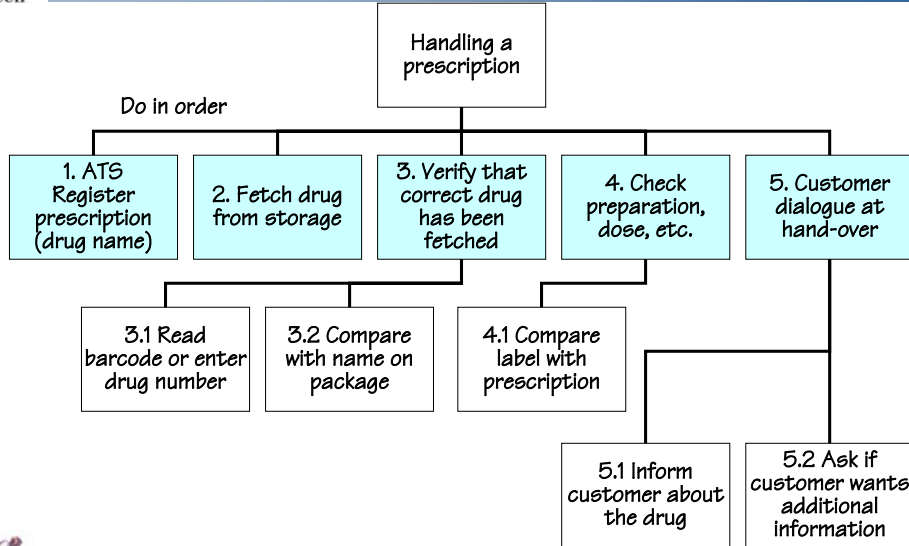 Handling a
prescription
Do in order
1. ATS
Register
prescription
(drug name)
2. Fetch drug
from storage
3. Verify that
correct drug
has been
fetched
4. Check
preparation,
dose, etc.
5. Customer
dialogue at
hand-over
3.1 Read
barcode or enter
drug number
3.2 Compare
with name on
package
4.1 Compare
label with
prescription
5.1 Inform
customer about
the drug
5.2 Ask if
customer wants
additional
information